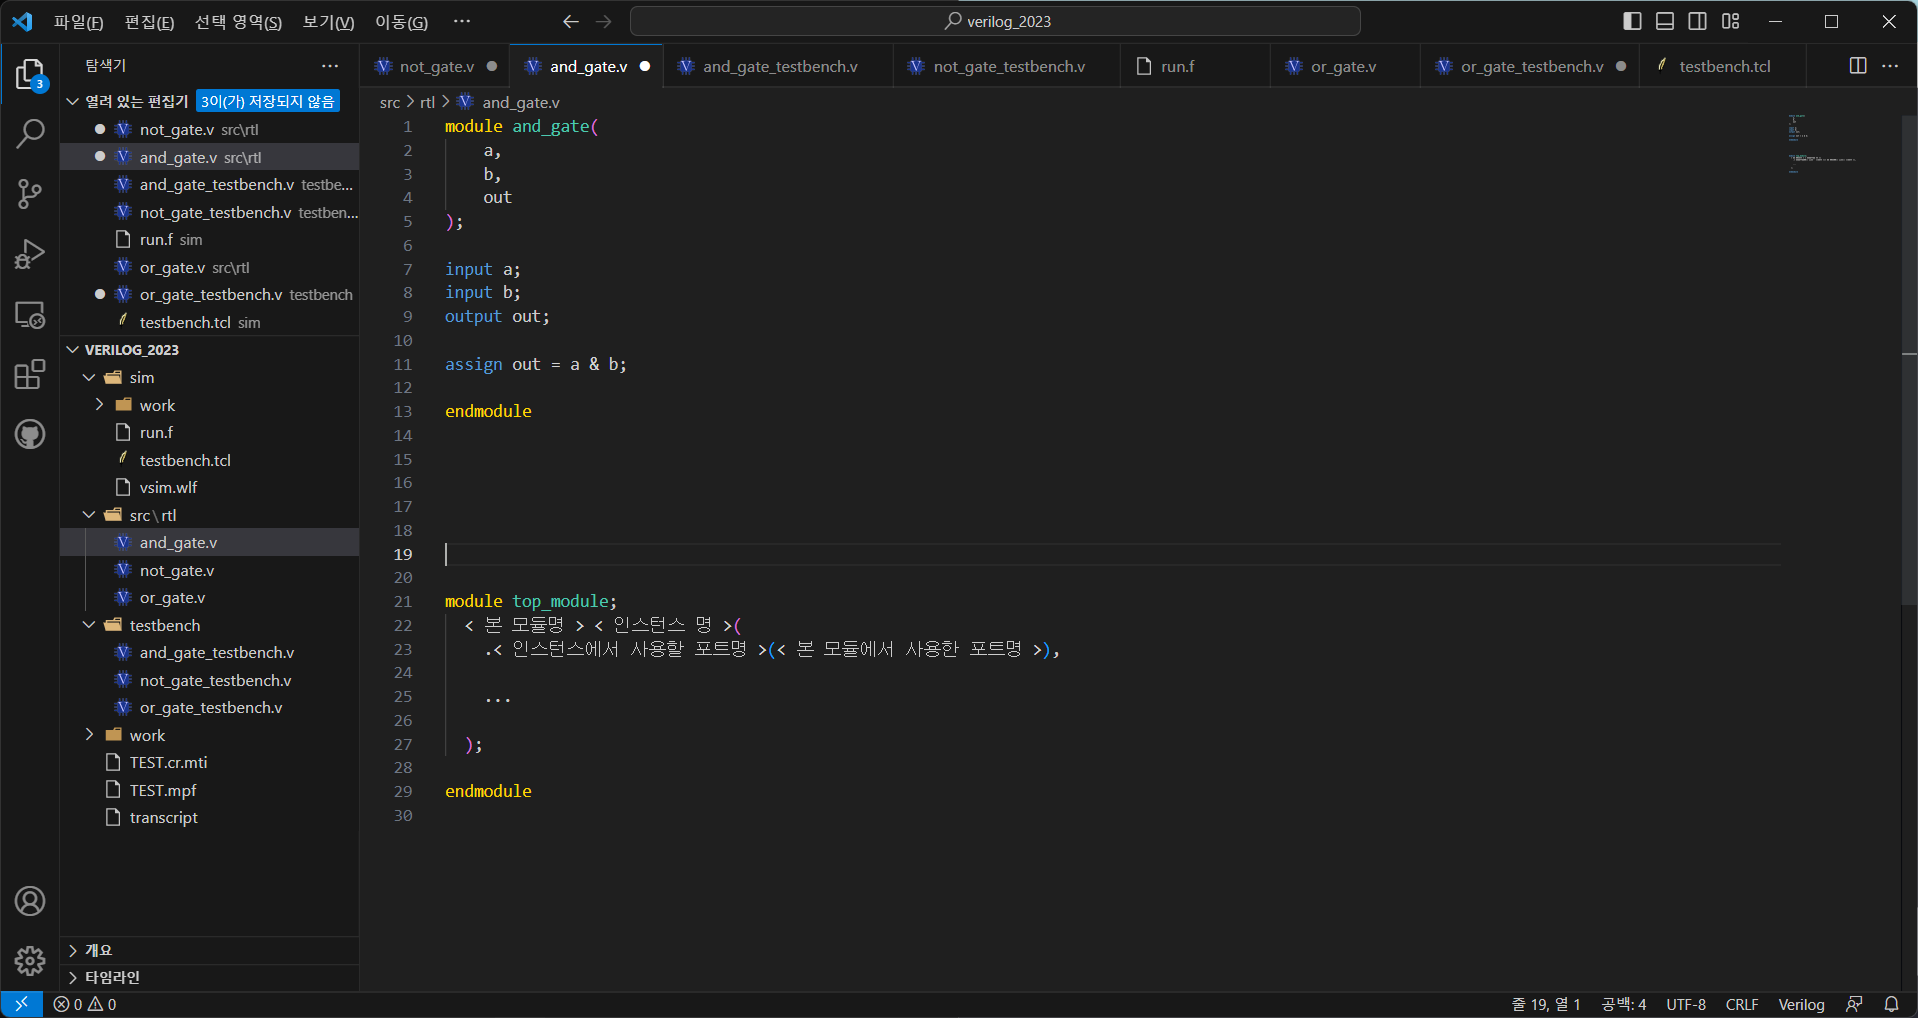 파일(F) 편집(E) 선택 영역(S) 보기(V) 이동(G) ··· verilog_2023
탐색기 ···
열려 있는 편집기 3이(가) 저장되지 않음
not_gate.v src\rtl
and_gate.v src\rtl
and_gate_testbench.v testbe...
not_gate_testbench.v testben...
run.f sim
or_gate.v src\rtl
or_gate_testbench.v testbench
testbench.tcl sim
VERILOG_2023
sim
work
run.f
testbench.tcl
vsim.wlf
src\rtl
and_gate.v
not_gate.v
or_gate.v
testbench
and_gate_testbench.v
not_gate_testbench.v
or_gate_testbench.v
work
TEST.cr.mti
TEST.mpf
transcript
개요
타임라인
3
not_gate.v and_gate.v and_gate_testbench.v not_gate_testbench.v run.f or_gate.v or_gate_testbench.v testbench.tcl ···
src > rtl > and_gate.v
1 module and_gate(
2 a,
3 b,
4 out
5 );
6
7 input a;
8 input b;
9 output out;
10
11 assign out = a & b;
12
13 endmodule
14
15
16
17
18
19
20
21 module top_module;
22 < 본 모듈명 > < 인스턴스 명 >(
23 .< 인스턴스에서 사용할 포트명 >(< 본 모듈에서 사용한 포트명 >),
24
25 ...
26
27 );
28
29 endmodule
30
0 0 줄 19, 열 1 공백: 4 UTF-8 CRLF Verilog